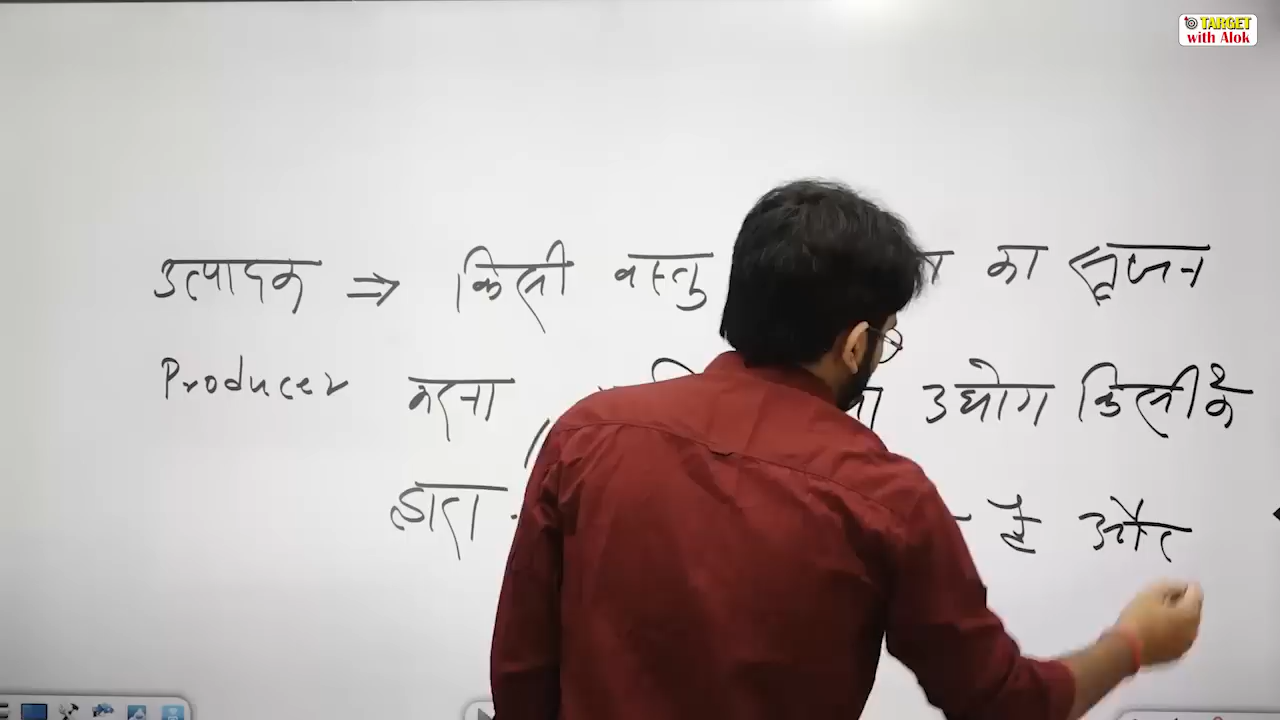 TARGET
with Alok
उत्पादक ⇒ किसी वस्तु का सृजन
Producer करना उद्योग किसी के
द्वारा है और